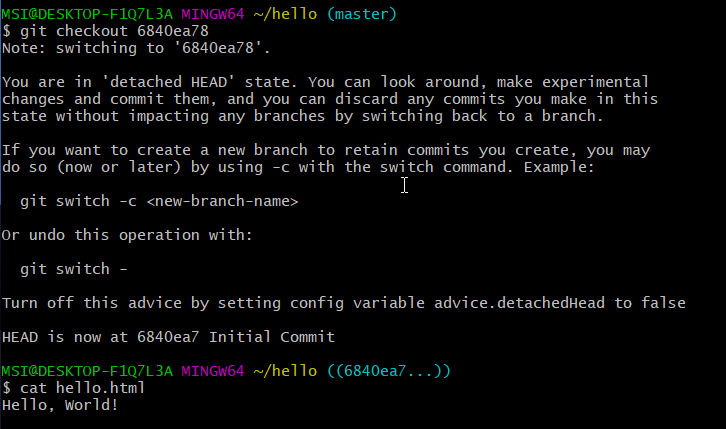 MSI@DESKTOP-F1Q7L3A MINGW64 ~/hello (master)
$ git checkout 6840ea78
Note: switching to '6840ea78'.
You are in 'detached HEAD' state. You can look around, make experimental
changes and commit them, and you can discard any commits you make in this
state without impacting any branches by switching back to a branch.
If you want to create a new branch to retain commits you create, you may
do so (now or later) by using -c with the switch command. Example:
git switch -c <new-branch-name>
Or undo this operation with:
git switch -
Turn off this advice by setting config variable advice.detachedHead to false
HEAD is now at 6840ea7 Initial Commit
MSI@DESKTOP-F1Q7L3A MINGW64 ~/hello ((6840ea7...))
$ cat hello.html
Hello, World!